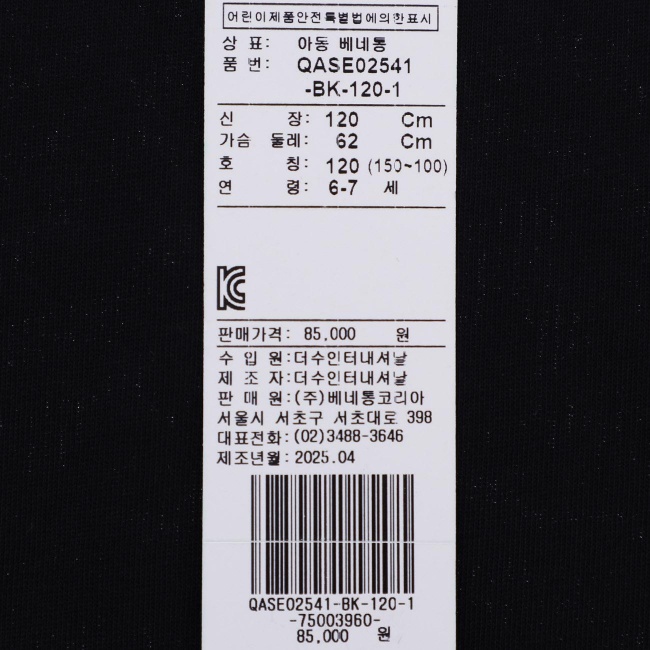 어린이제품안전특별법에의한표시
상 표: 아동 베네통
품 번: QASE02541
-BK-120-1
신 장: 120 Cm
가슴 둘레: 62 Cm
호 칭: 120 (150~100)
연 령: 6-7 세
KC
판매가격: 85,000 원
수 입 원:더수인터내셔날
제 조 자:더수인터내셔날
판 매 원:(주)베네통코리아
서울시 서초구 서초대로 398
대표전화:(02)3488-3646
제조년월:2025.04
QASE02541-BK-120-1
-75003960-
85,000 원